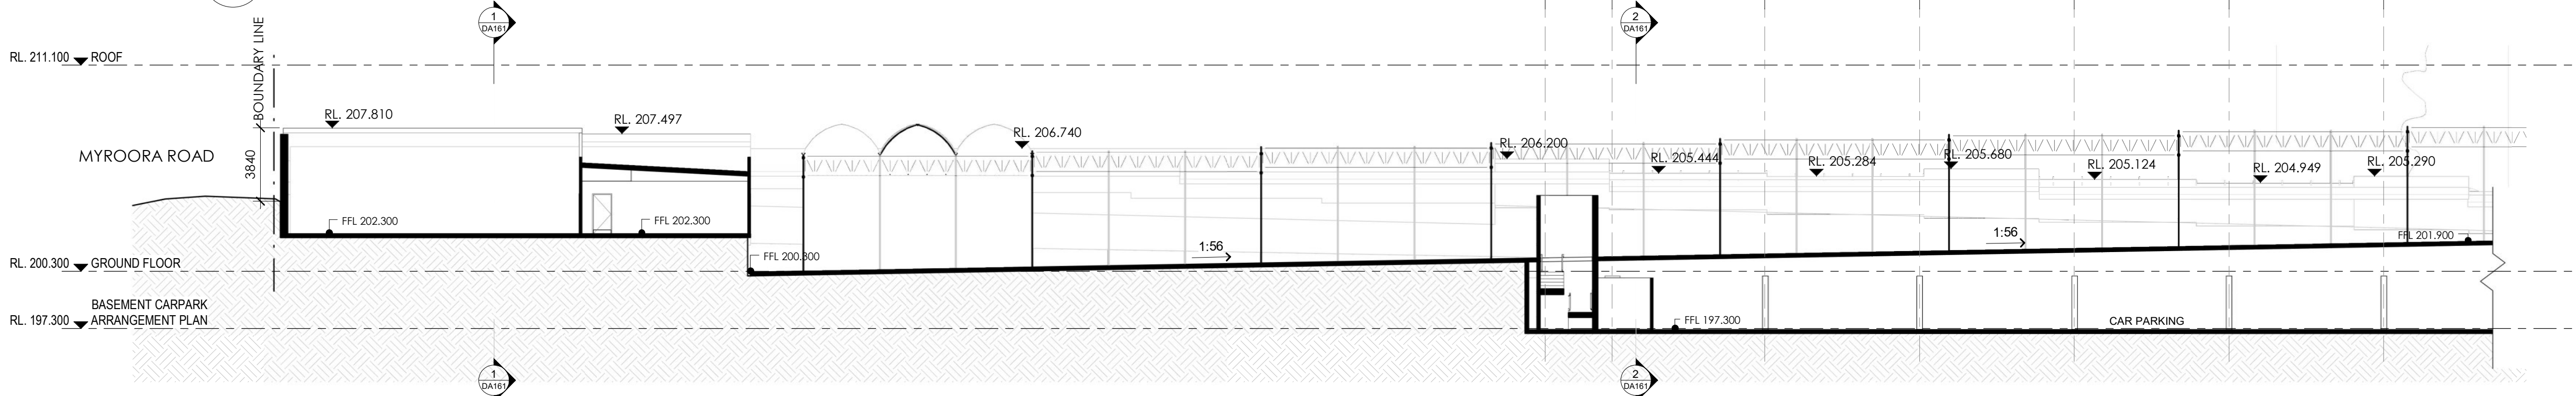 1
DA161
2
DA161
BOUNDARY LINE
RL. 211.100 ROOF
RL. 207.810
RL. 207.497
RL. 206.740
RL. 206.200
RL. 205.444
RL. 205.284
RL. 205.680
RL. 205.124
RL. 204.949
RL. 205.290
MYROORA ROAD
3840
FFL 202.300
FFL 202.300
1:56
1:56
FFL 201.900
FFL 200.300
RL. 200.300 GROUND FLOOR
BASEMENT CARPARK
RL. 197.300 ARRANGEMENT PLAN
FFL 197.300
CAR PARKING
1
DA161
2
DA161